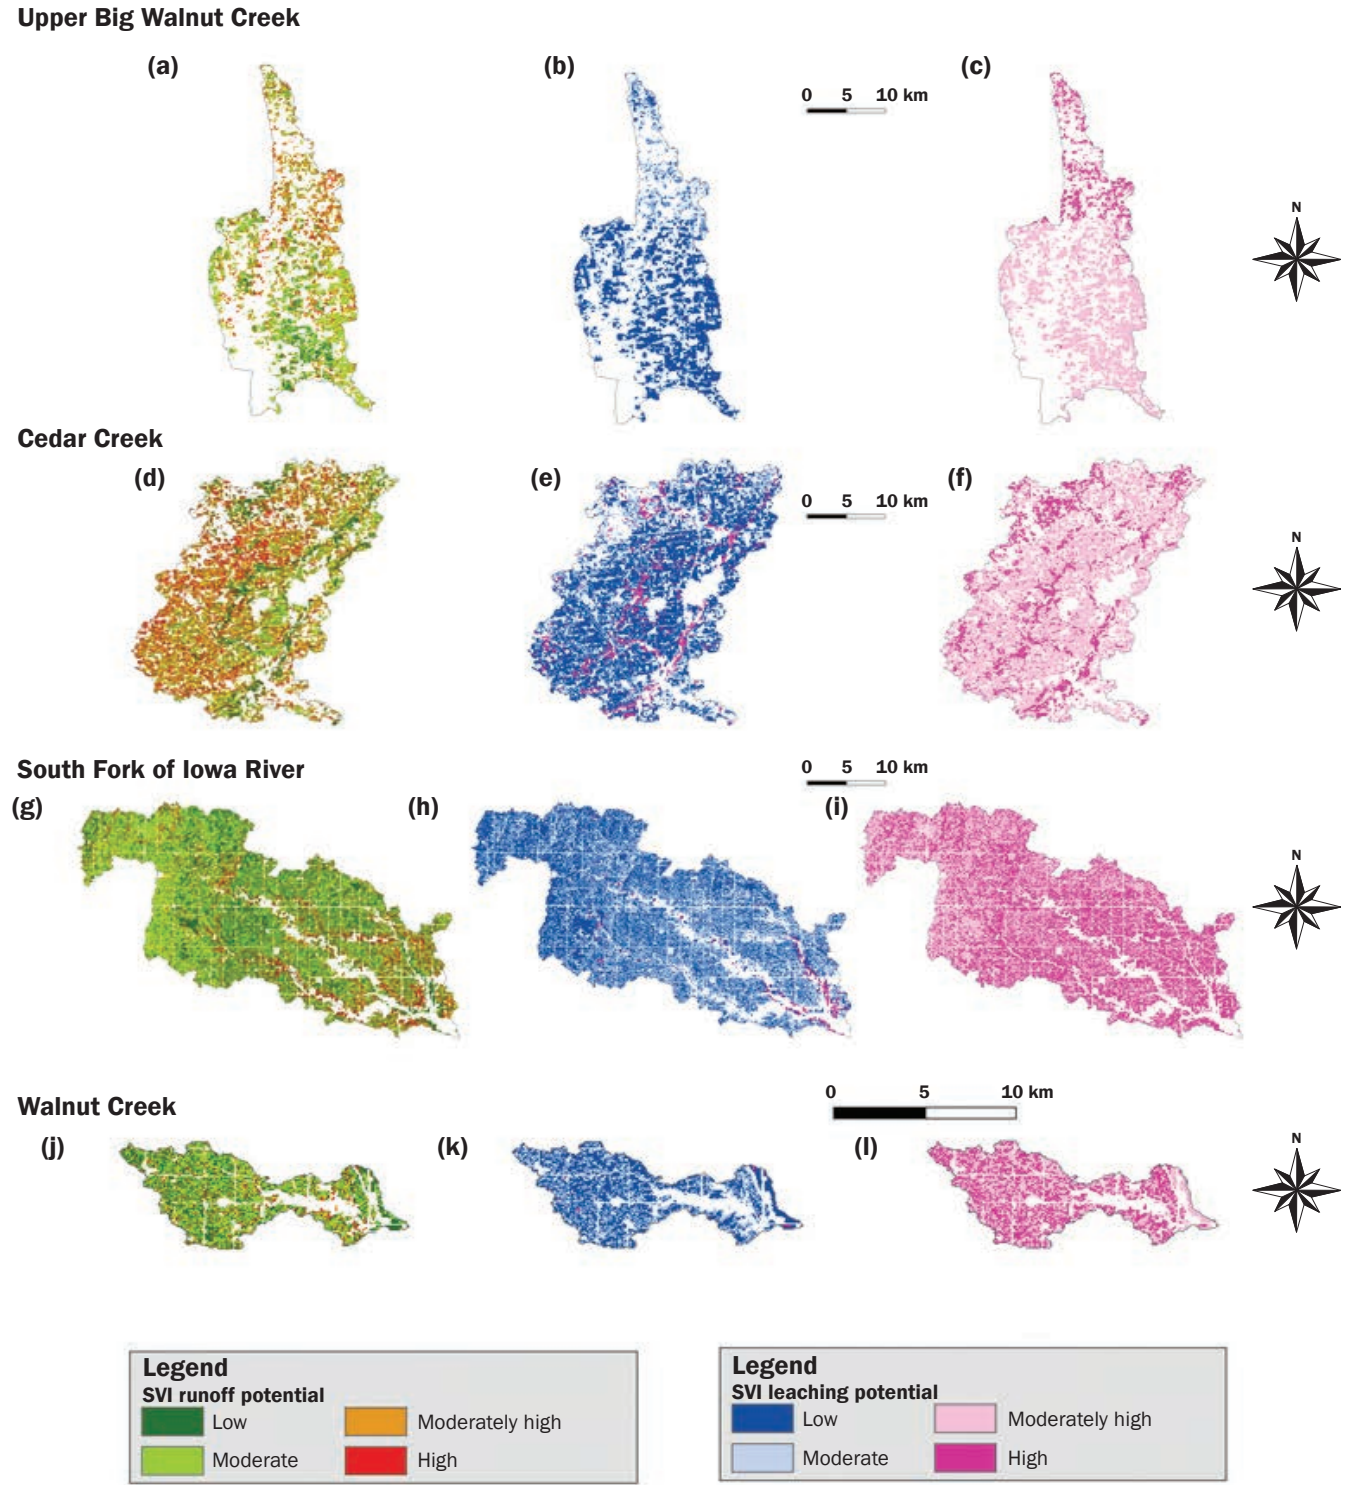 Upper Big Walnut Creek
(a) (b) (c)
0 5 10 km
N
Cedar Creek
(d) (e) (f)
0 5 10 km
N
South Fork of Iowa River
0 5 10 km
(g) (h) (i)
N
Walnut Creek
0 5 10 km
(j) (k) (l)
N
Legend
SVI runoff potential
Low Moderately high
Moderate High
Legend
SVI leaching potential
Low Moderately high
Moderate High